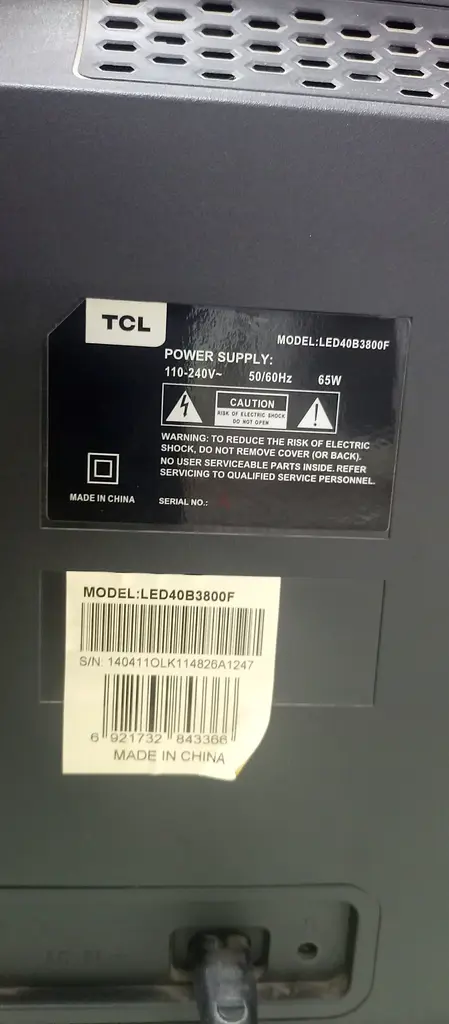 TCL
MODEL:LED40B3800F
POWER SUPPLY:
110-240V~ 50/60Hz 65W
CAUTION
RISK OF ELECTRIC SHOCK
DO NOT OPEN
WARNING: TO REDUCE THE RISK OF ELECTRIC
SHOCK, DO NOT REMOVE COVER (OR BACK).
NO USER SERVICEABLE PARTS INSIDE. REFER
SERVICING TO QUALIFIED SERVICE PERSONNEL.
MADE IN CHINA
SERIAL NO.:
MODEL:LED40B3800F
S/N: 140411OLK114826A1247
6 921732 843366
MADE IN CHINA